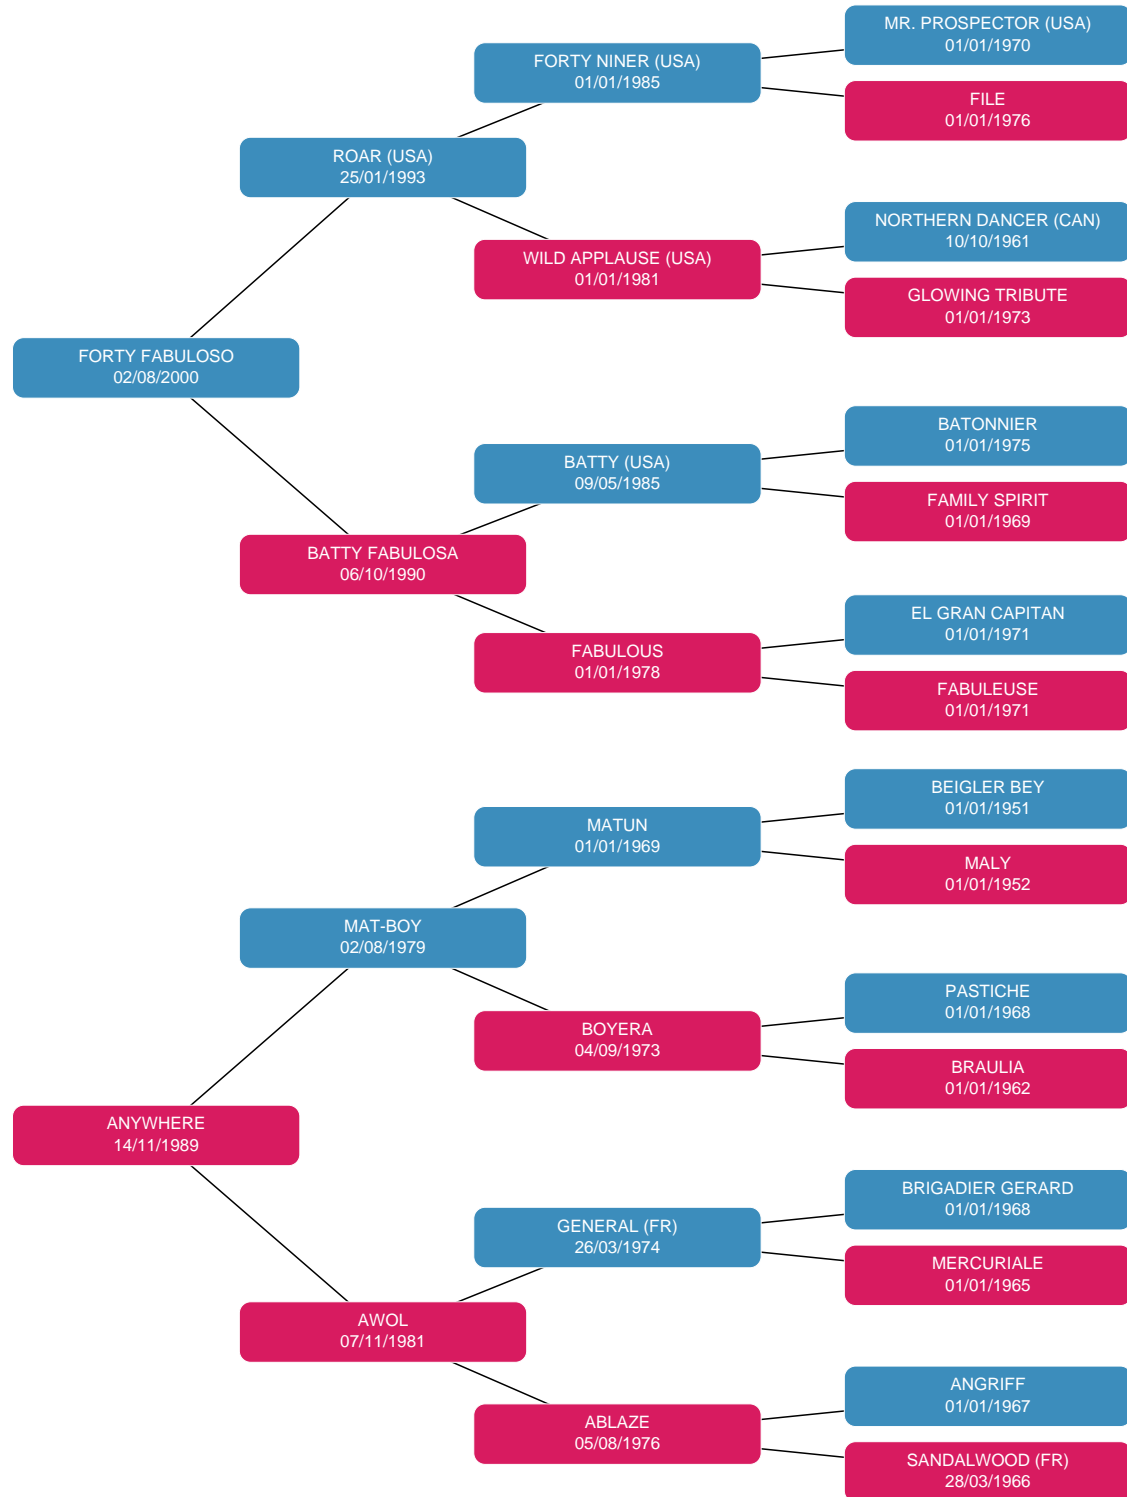 MR. PROSPECTOR (USA)
01/01/1970
FORTY NINER (USA)
01/01/1985
FILE
01/01/1976
ROAR (USA)
25/01/1993
NORTHERN DANCER (CAN)
10/10/1961
WILD APPLAUSE (USA)
01/01/1981
GLOWING TRIBUTE
01/01/1973
FORTY FABULOSO
02/08/2000
BATONNIER
01/01/1975
BATTY (USA)
09/05/1985
FAMILY SPIRIT
01/01/1969
BATTY FABULOSA
06/10/1990
EL GRAN CAPITAN
01/01/1971
FABULOUS
01/01/1978
FABULEUSE
01/01/1971
BEIGLER BEY
01/01/1951
MATUN
01/01/1969
MALY
01/01/1952
MAT-BOY
02/08/1979
PASTICHE
01/01/1968
BOYERA
04/09/1973
BRAULIA
01/01/1962
ANYWHERE
14/11/1989
BRIGADIER GERARD
01/01/1968
GENERAL (FR)
26/03/1974
MERCURIALE
01/01/1965
AWOL
07/11/1981
ANGRIFF
01/01/1967
ABLAZE
05/08/1976
SANDALWOOD (FR)
28/03/1966